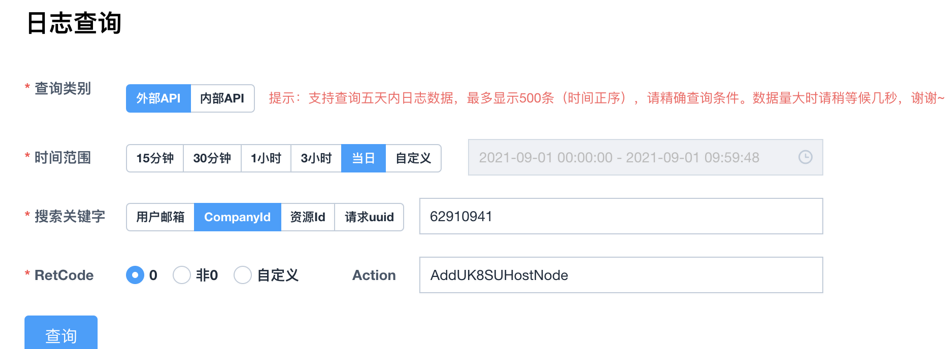 日志查询
* 查询类别 外部API 内部API 提示：支持查询五天内日志数据，最多显示500条（时间正序），请精确查询条件。数据量大时请稍等候几秒，谢谢~
* 时间范围 15分钟 30分钟 1小时 3小时 当日 自定义 2021-09-01 00:00:00 - 2021-09-01 09:59:48
* 搜索关键字 用户邮箱 CompanyId 资源Id 请求uuid 62910941
* RetCode 0 非0 自定义 Action AddUK8SUHostNode
查询